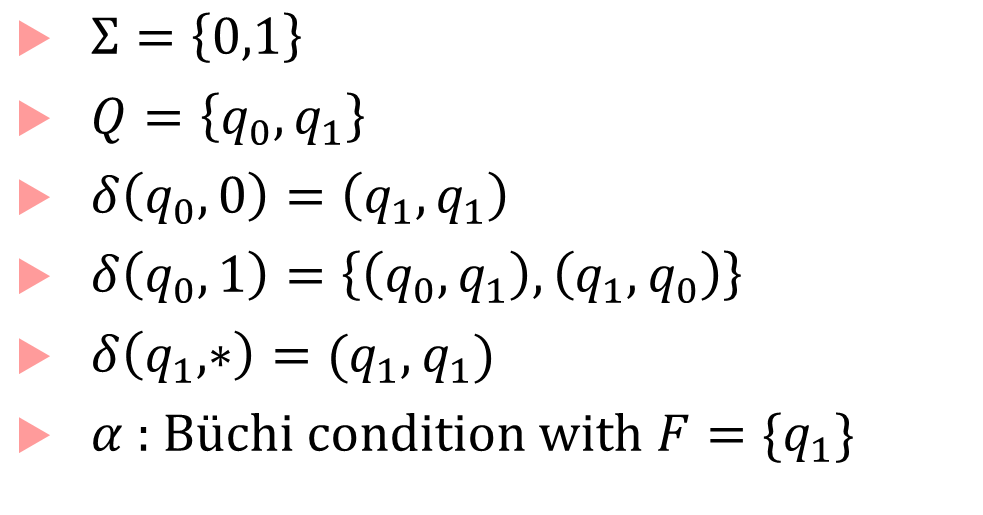 Σ = {0,1}
Q = {q₀, q₁}
δ(q₀, 0) = (q₁, q₁)
δ(q₀, 1) = {(q₀, q₁), (q₁, q₀)}
δ(q₁,∗) = (q₁, q₁)
α : Büchi condition with F = {q₁}